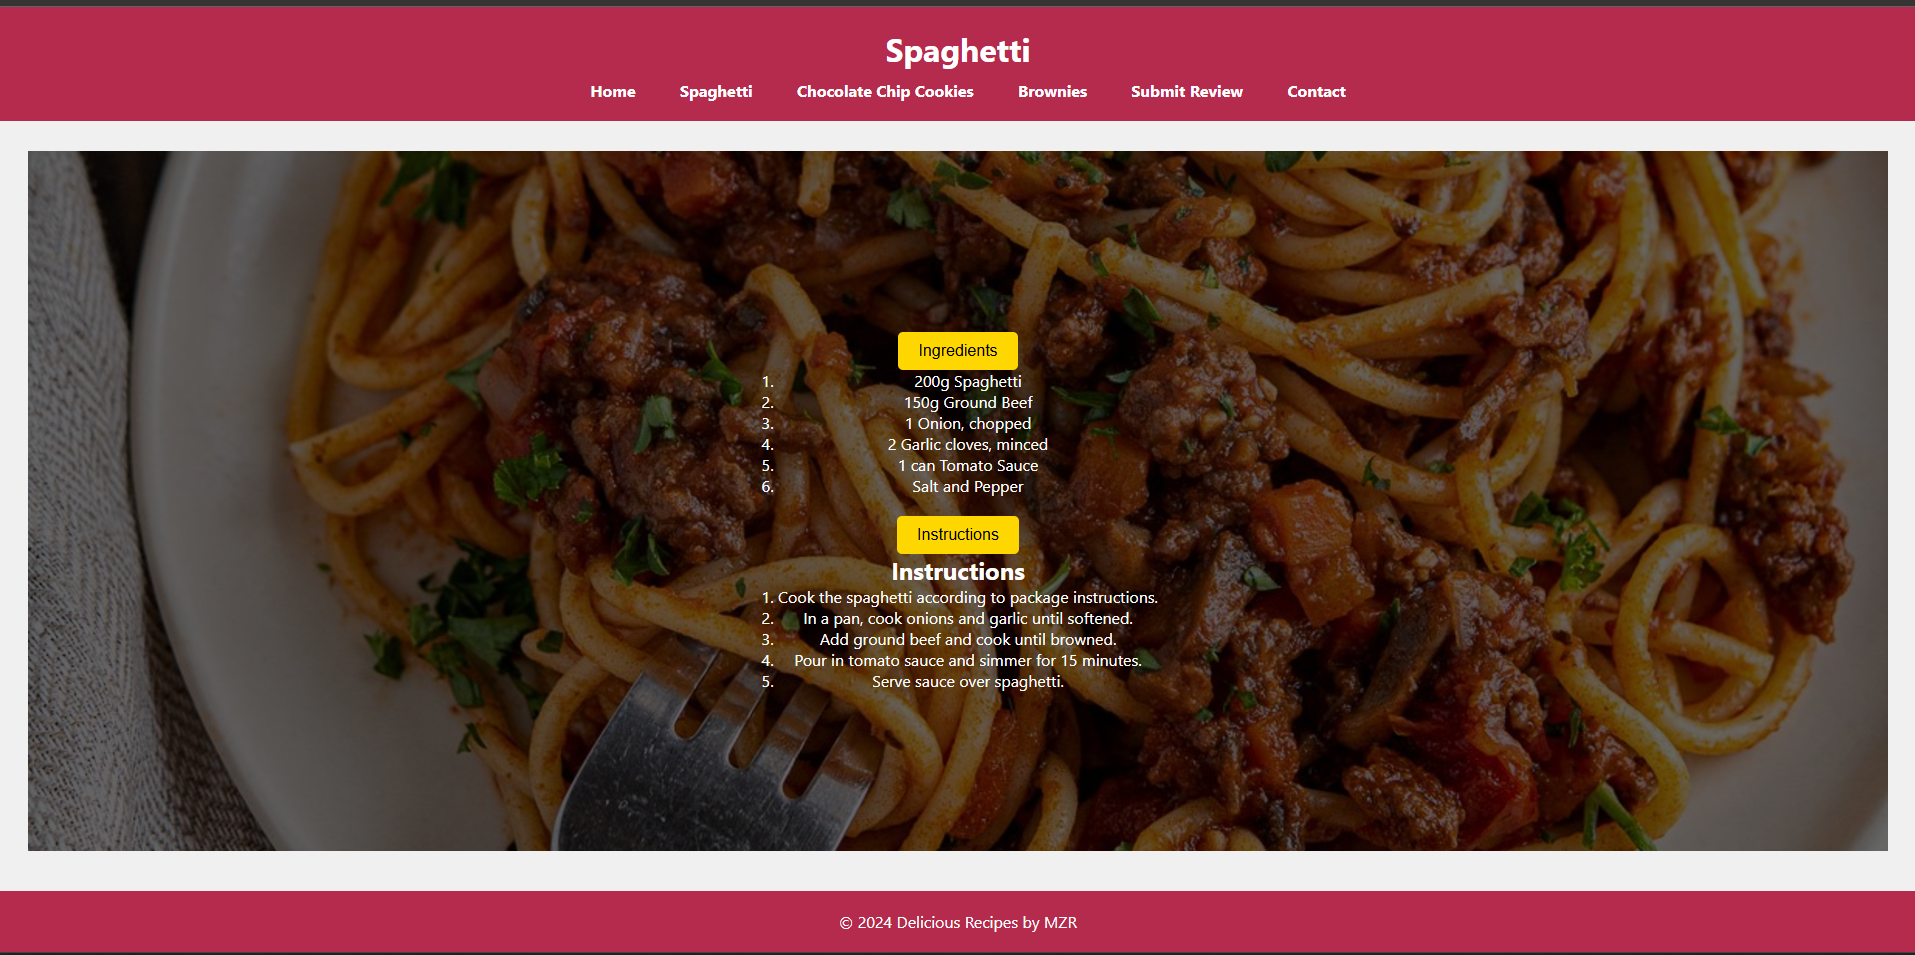 Spaghetti
Home Spaghetti Chocolate Chip Cookies Brownies Submit Review Contact
Ingredients
1. 200g Spaghetti
2. 150g Ground Beef
3. 1 Onion, chopped
4. 2 Garlic cloves, minced
5. 1 can Tomato Sauce
6. Salt and Pepper
Instructions
Instructions
1. Cook the spaghetti according to package instructions.
2. In a pan, cook onions and garlic until softened.
3. Add ground beef and cook until browned.
4. Pour in tomato sauce and simmer for 15 minutes.
5. Serve sauce over spaghetti.
© 2024 Delicious Recipes by MZR